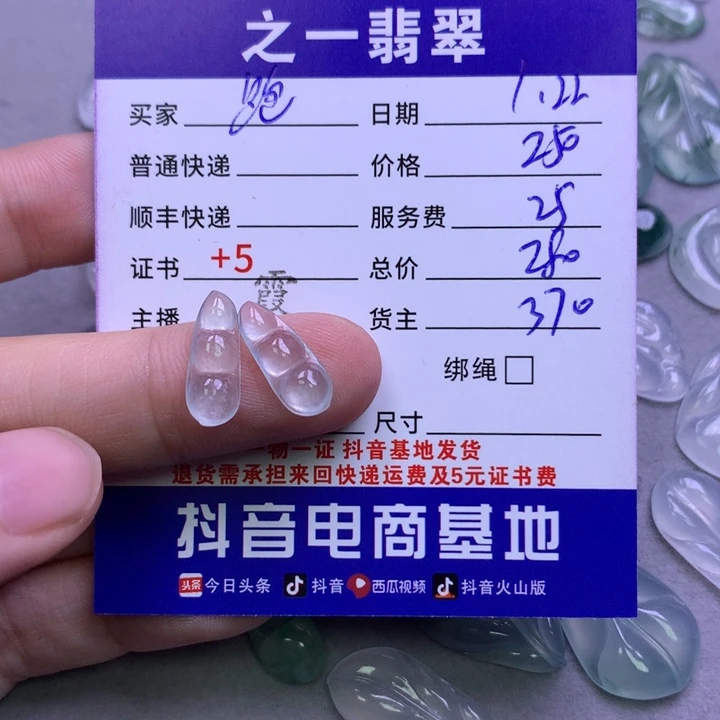 之一翡翠
买家 跑 日期 1.22
普通快递 价格 250
顺丰快递 服务费 25
证书 +5 总价 280
霞
主播 货主 370
绑绳
尺寸
一物一证 抖音基地发货
退货需承担来回快递运费及5元证书费
抖音电商基地
头条 今日头条 抖音 西瓜视频 抖音火山版